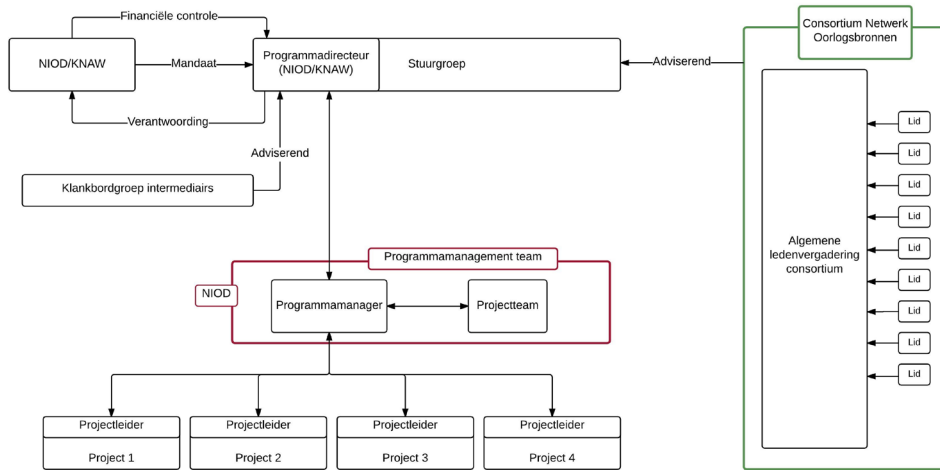 Financiële controle
NIOD/KNAW
Mandaat
Programmadirecteur
(NIOD/KNAW)
Stuurgroep
Adviserend
Verantwoording
Adviserend
Klankbordgroep intermediairs
Consortium Netwerk
Oorlogsbronnen
Algemene
ledenvergadering
consortium
Lid
Lid
Lid
Lid
Lid
Lid
Lid
Lid
Lid
Programmamanagement team
NIOD
Programmamanager
Projectteam
Projectleider
Project 1
Projectleider
Project 2
Projectleider
Project 3
Projectleider
Project 4